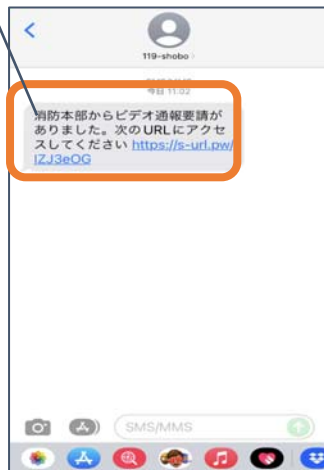 119-shobo
今日 11:02
消防本部からビデオ通報要請が
ありました。次のURLにアクセ
スしてください https://s-url.pw/
IZJ3eOG
SMS/MMS